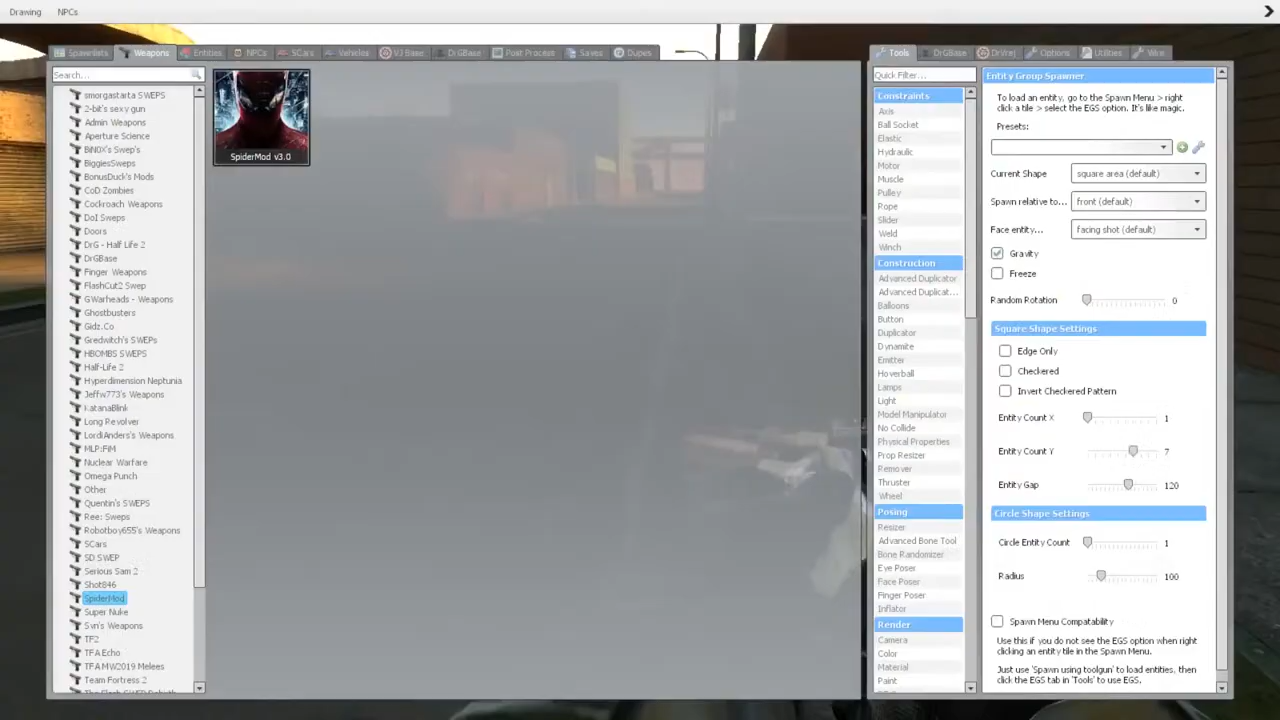 Drawing NPCs
Spawnlists Weapons Entities NPCs SCars Vehicles VJ Base DrGBase Post Process Saves Dupes
Search...
smorgastarta SWEPS
2-bit's sexy gun
Admin Weapons
Aperture Science
BiNOX's Swep's
BiggiesSweps
BonusDuck's Mods
CoD Zombies
Cockroach Weapons
DoI Sweps
Doors
DrG - Half Life 2
DrGBase
Finger Weapons
FlashCut2 Swep
GWarheads - Weapons
Ghostbusters
Gidz.Co
Gredwitch's SWEPs
HBOMBS SWEPS
Half-Life 2
Hyperdimension Neptunia
Jeffw773's Weapons
KatanaBlink
Long Revolver
LordiAnders's Weapons
MLP:FiM
Nuclear Warfare
Omega Punch
Other
Quentin's SWEPS
Ree: Sweps
Robotboy655's Weapons
SCars
SD SWEP
Serious Sam 2
Shot846
SpiderMod
Super Nuke
Svn's Weapons
TF2
TFA Echo
TFA MW2019 Melees
Team Fortress 2
SpiderMod v3.0
Tools DrGBase DrVrej Options Utilities Wire
Quick Filter...
Constraints
Axis
Ball Socket
Elastic
Hydraulic
Motor
Muscle
Pulley
Rope
Slider
Weld
Winch
Construction
Advanced Duplicator
Advanced Duplicat...
Balloons
Button
Duplicator
Dynamite
Emitter
Hoverball
Lamps
Light
Model Manipulator
No Collide
Physical Properties
Prop Resizer
Remover
Thruster
Wheel
Posing
Resizer
Advanced Bone Tool
Bone Randomizer
Eye Poser
Face Poser
Finger Poser
Inflator
Render
Camera
Color
Material
Paint
Entity Group Spawner
To load an entity, go to the Spawn Menu > right
click a tile > select the EGS option. It's like magic.
Presets:
Current Shape square area (default)
Spawn relative to... front (default)
Face entity... facing shot (default)
Gravity
Freeze
Random Rotation 0
Square Shape Settings
Edge Only
Checkered
Invert Checkered Pattern
Entity Count X 1
Entity Count Y 7
Entity Gap 120
Circle Shape Settings
Circle Entity Count 1
Radius 100
Spawn Menu Compatability
Use this if you do not see the EGS option when right
clicking an entity tile in the Spawn Menu.
Just use 'Spawn using toolgun' to load entities, then
click the EGS tab in 'Tools' to use EGS.